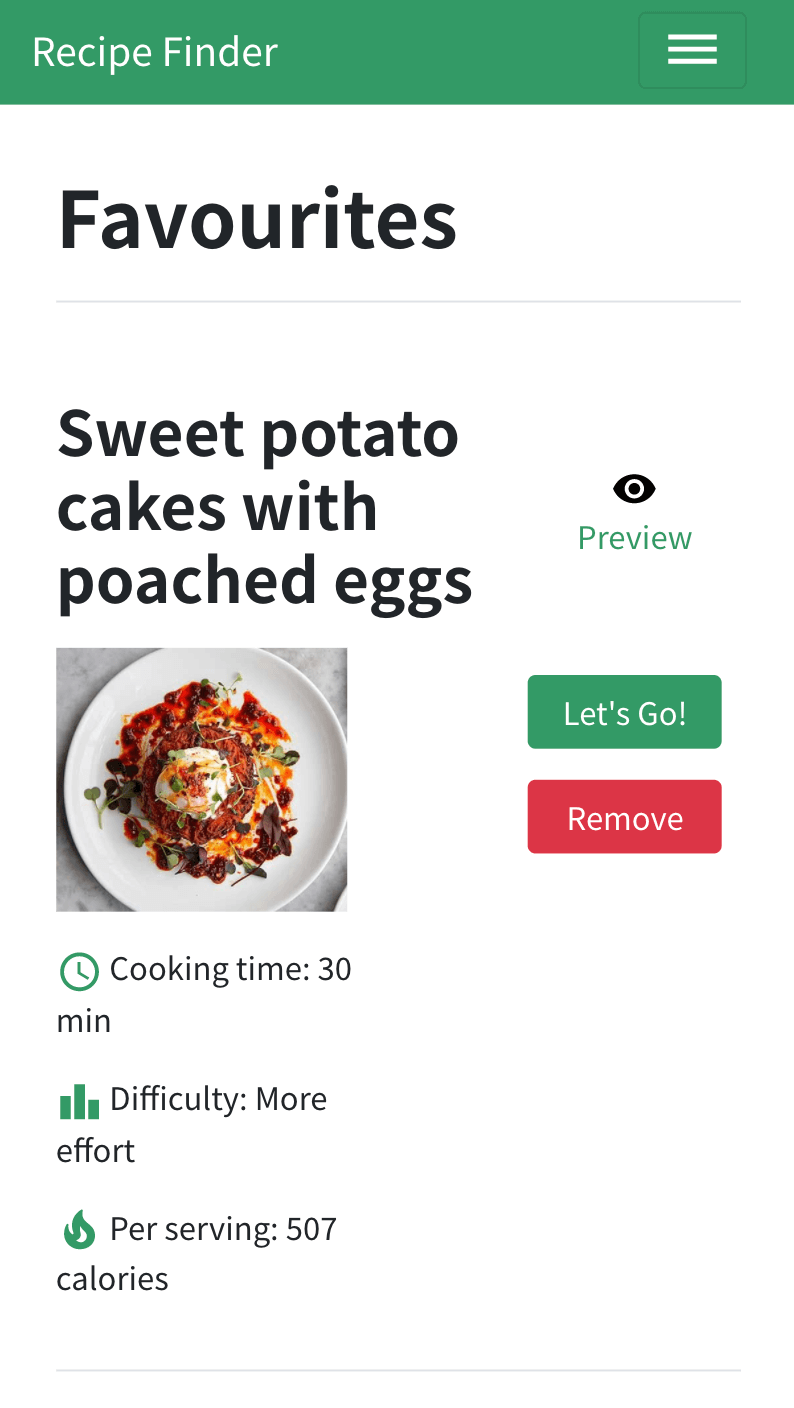 Recipe Finder
Favourites
Sweet potato
cakes with
poached eggs
Preview
Let's Go!
Remove
Cooking time: 30
min
Difficulty: More
effort
Per serving: 507
calories